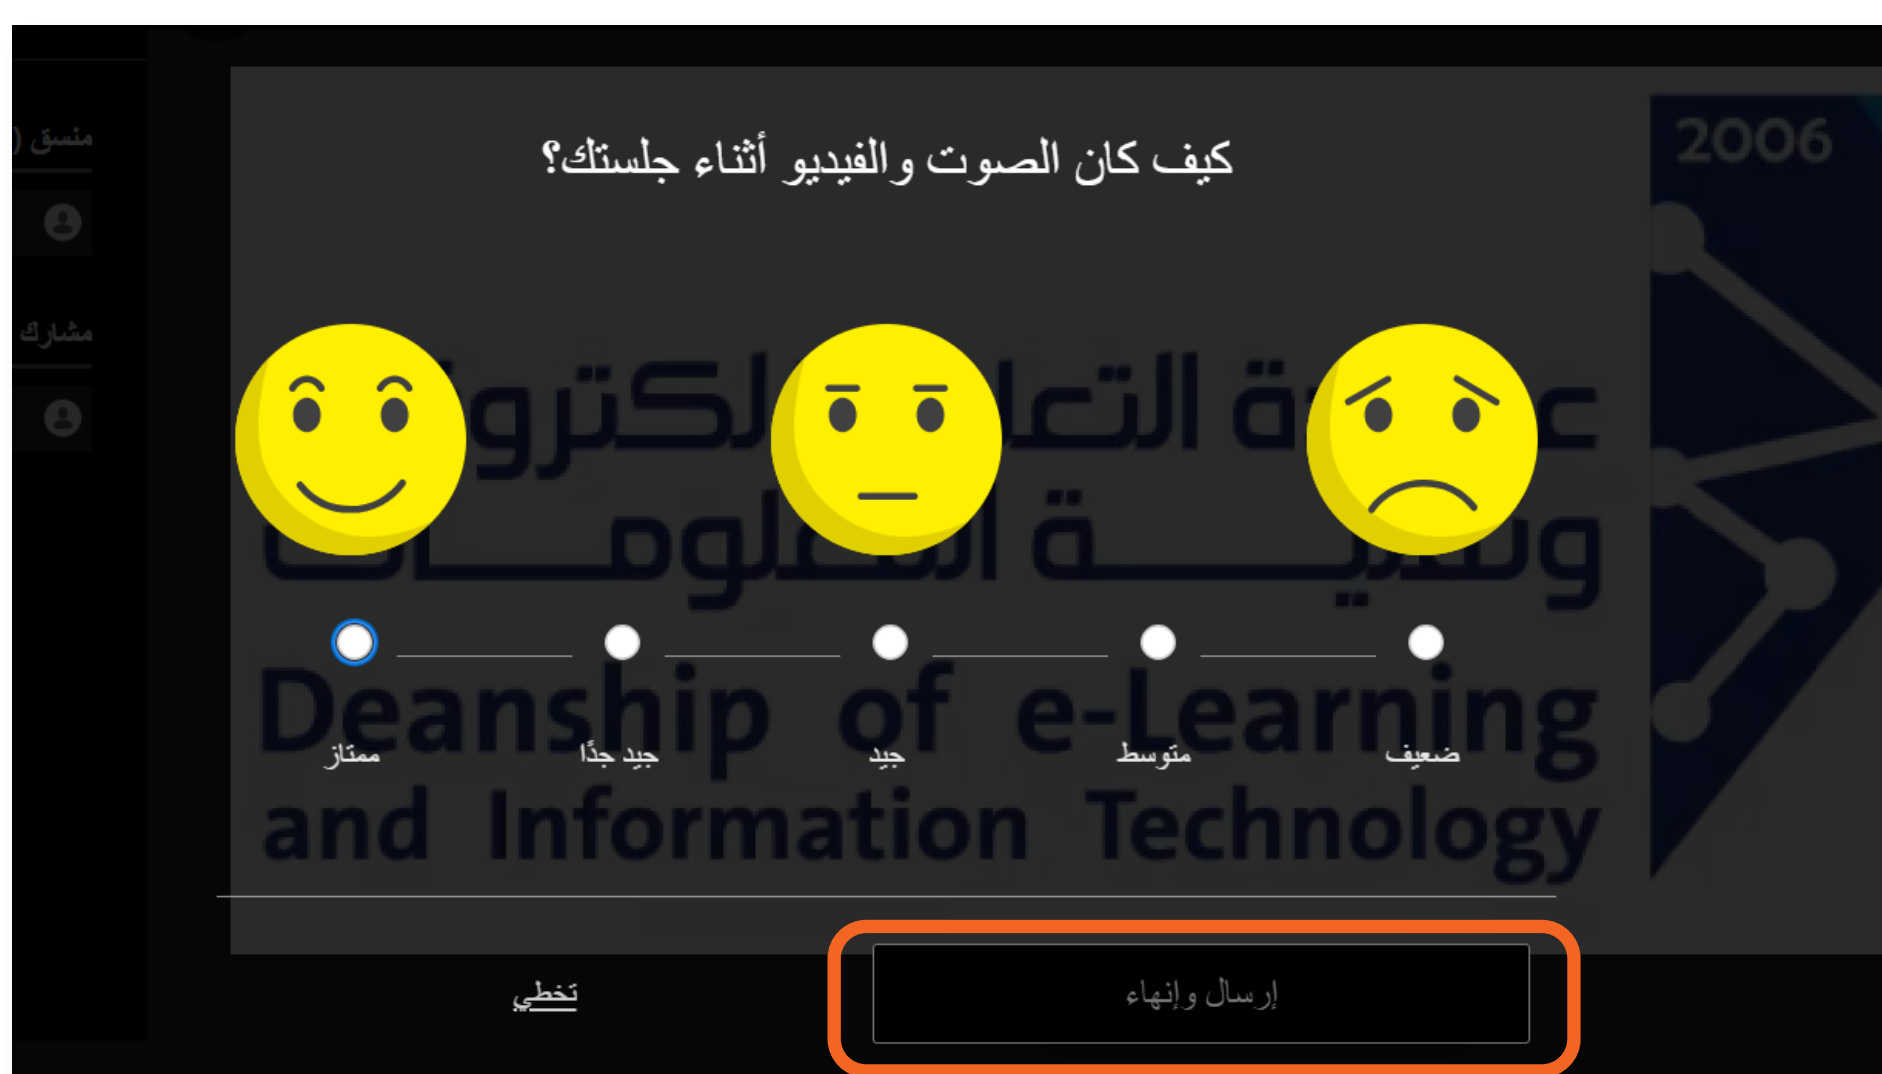 منسق (
مشارك
2006
كيف كان الصوت والفيديو أثناء جلستك؟
Deanship of e-Learning
and Information Technology
ضعيف
متوسط
جيد
جيد جدًا
ممتاز
إرسال وإنهاء
تخطي